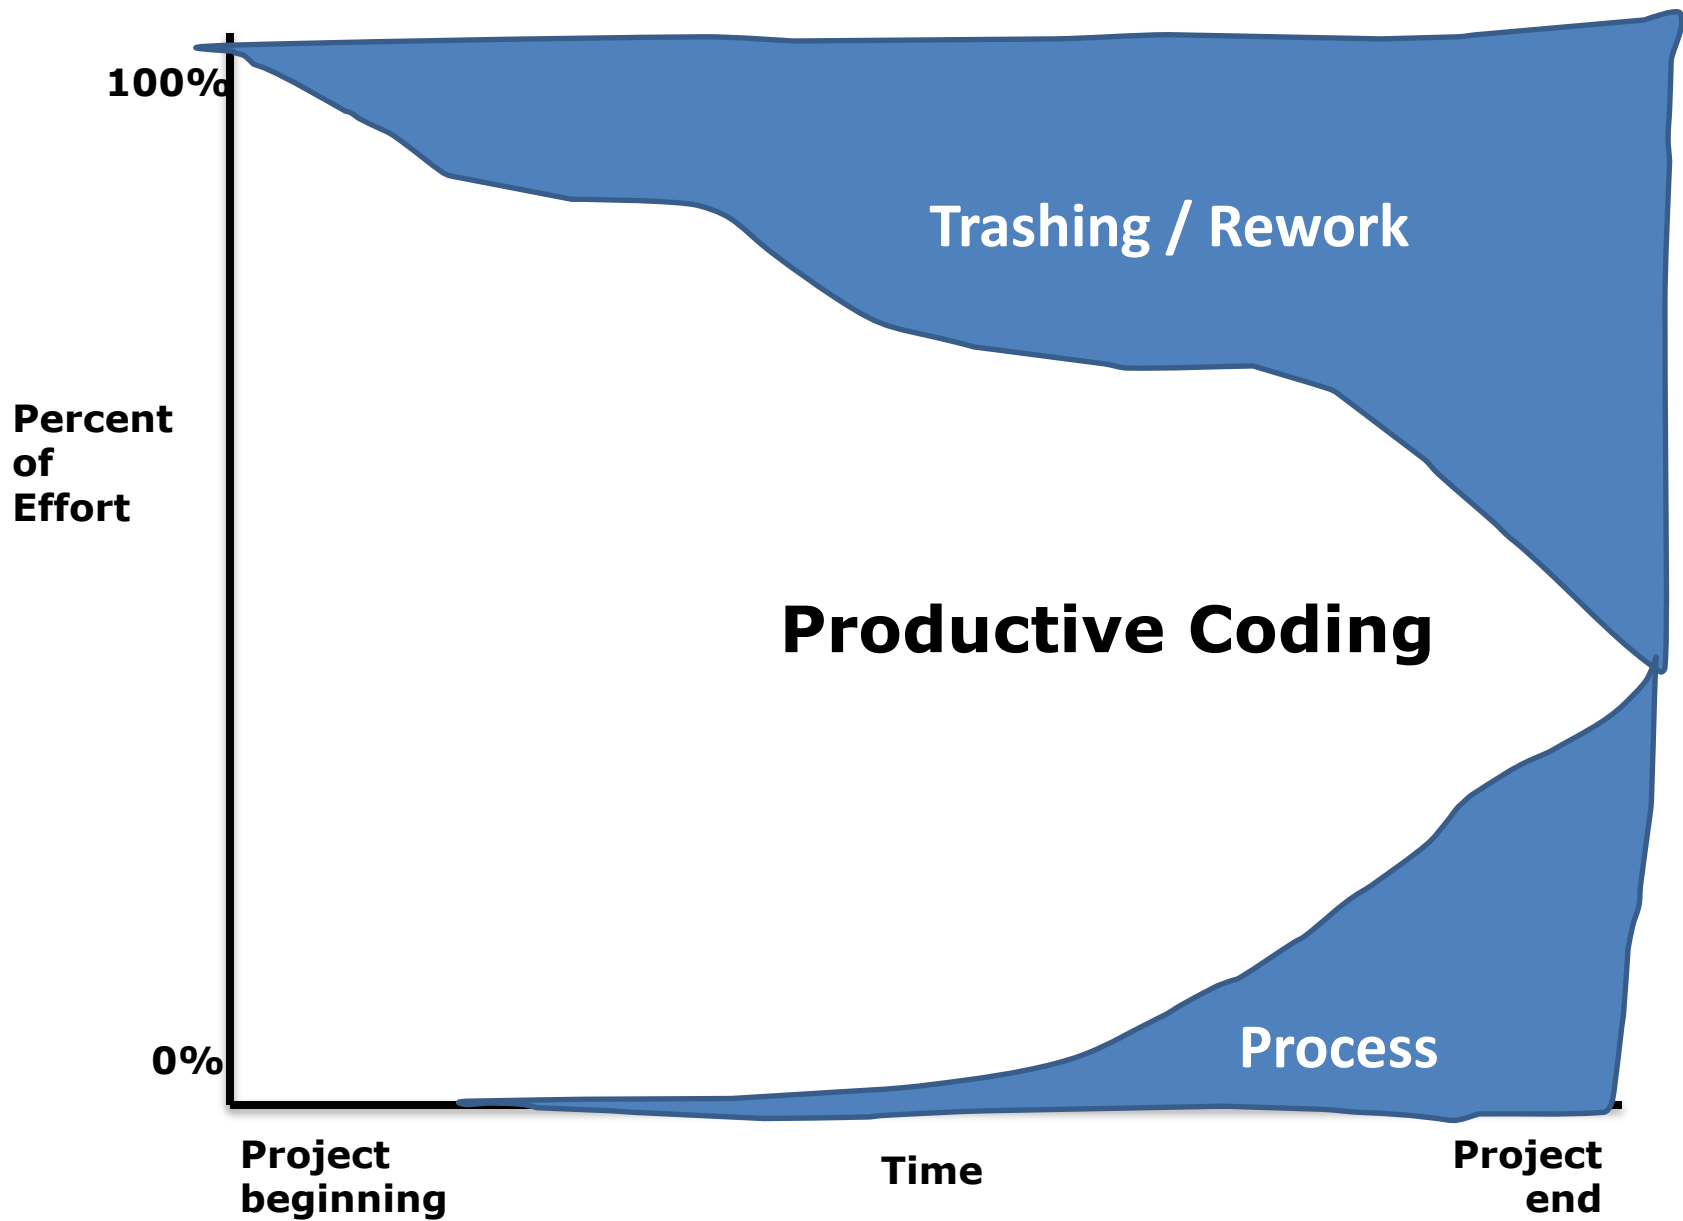 100%
Trashing / Rework
Percent
of
Effort
Productive Coding
Process
0%
Project
beginning
Time
Project
end